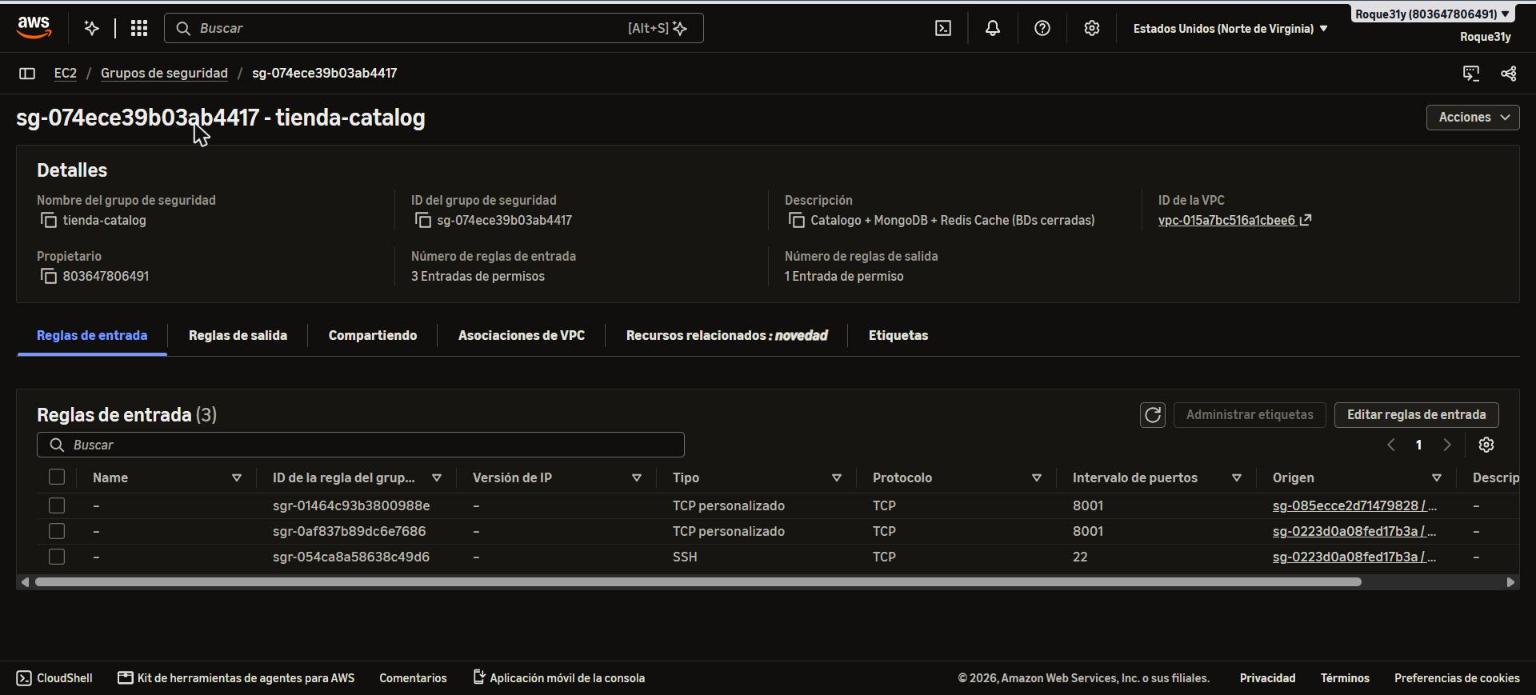 aws Buscar [Alt+S] Estados Unidos (Norte de Virginia) ▼ Roque31y (803647806491) ▼
Roque31y
EC2 / Grupos de seguridad / sg-074ece39b03ab4417
sg-074ece39b03ab4417 - tienda-catalog
Acciones
Detalles
Nombre del grupo de seguridad ID del grupo de seguridad Descripción ID de la VPC
tienda-catalog sg-074ece39b03ab4417 Catalogo + MongoDB + Redis Cache (BDs cerradas) vpc-015a7bc516a1cbee6
Propietario Número de reglas de entrada Número de reglas de salida
803647806491 3 Entradas de permisos 1 Entrada de permiso
Reglas de entrada Reglas de salida Compartiendo Asociaciones de VPC Recursos relacionados : novedad Etiquetas
Reglas de entrada (3) Administrar etiquetas Editar reglas de entrada
Buscar 1
Name ID de la regla del grup... Versión de IP Tipo Protocolo Intervalo de puertos Origen Descrip
– sgr-01464c93b3800988e – TCP personalizado TCP 8001 sg-085ecce2d71479828 / ... –
– sgr-0af837b89dc6e7686 – TCP personalizado TCP 8001 sg-0223d0a08fed17b3a / ... –
– sgr-054ca8a58638c49d6 – SSH TCP 22 sg-0223d0a08fed17b3a / ... –
CloudShell Kit de herramientas de agentes para AWS Comentarios Aplicación móvil de la consola © 2026, Amazon Web Services, Inc. o sus filiales. Privacidad Términos Preferencias de cookies